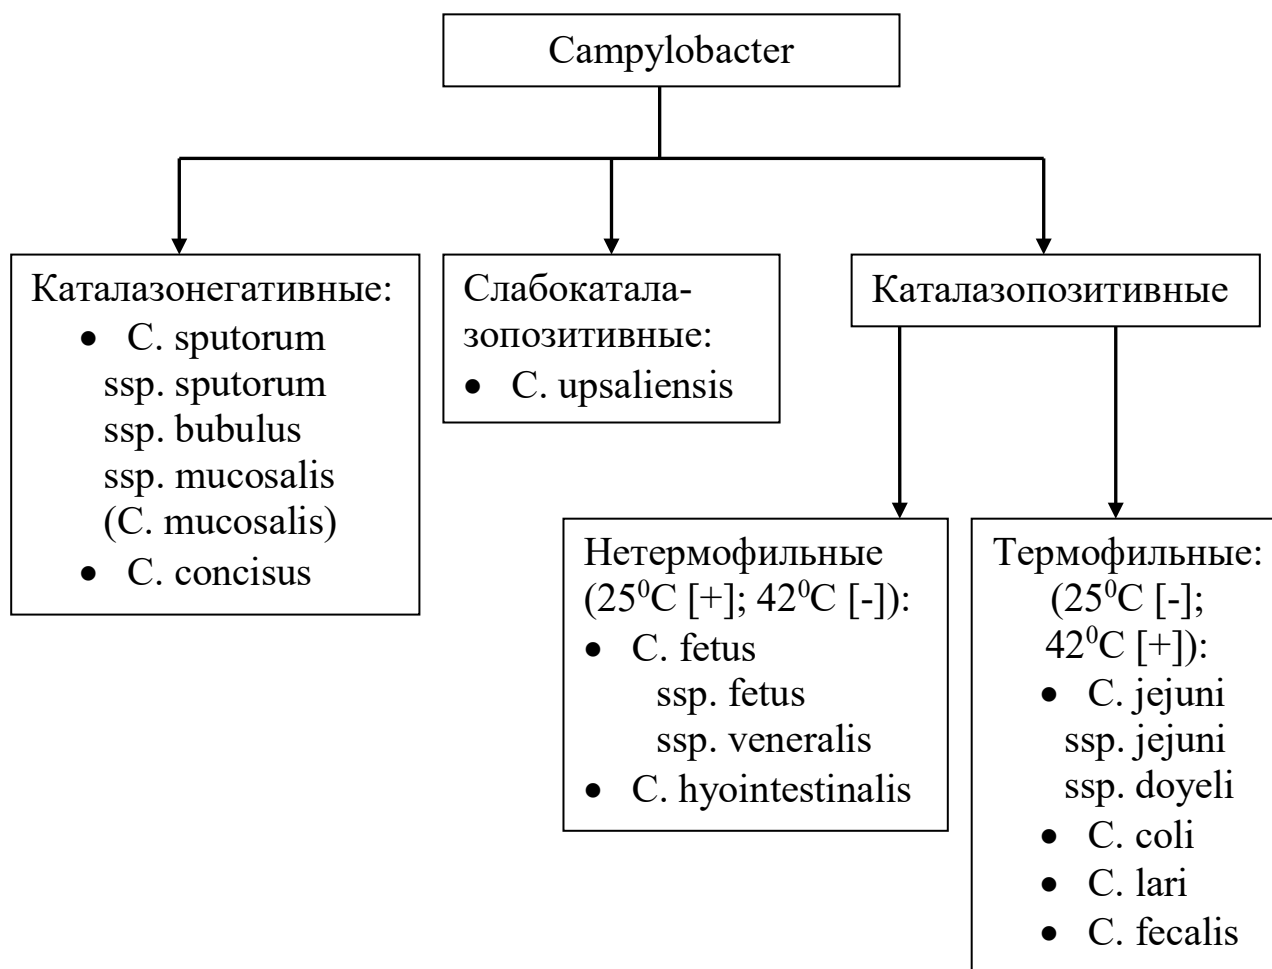 Campylobacter
Каталазонегативные:
• C. sputorum
ssp. sputorum
ssp. bubulus
ssp. mucosalis
(C. mucosalis)
• C. concisus
Слабокатала-
зопозитивные:
• C. upsaliensis
Каталазопозитивные
Нетермофильные
(25⁰C [+]; 42⁰C [-]):
• C. fetus
ssp. fetus
ssp. veneralis
• C. hyointestinalis
Термофильные:
(25⁰C [-];
42⁰C [+]):
• C. jejuni
ssp. jejuni
ssp. doyeli
• C. coli
• C. lari
• C. fecalis